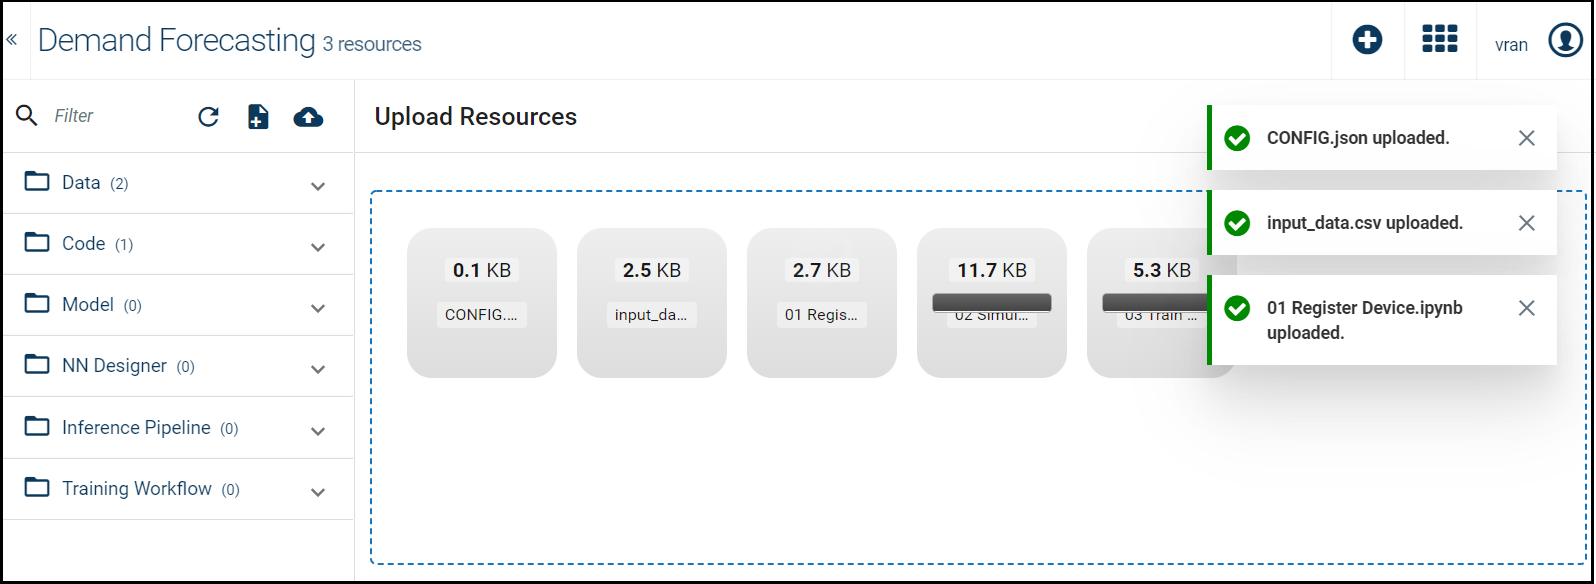 « Demand Forecasting 3 resources
vran
Filter
Upload Resources
Data (2)
Code (1)
Model (0)
NN Designer (0)
Inference Pipeline (0)
Training Workflow (0)
0.1 KB
CONFIG....
2.5 KB
input_da...
2.7 KB
01 Regis...
11.7 KB
02 Simul...
5.3 KB
03 Train ...
CONFIG.json uploaded.
input_data.csv uploaded.
01 Register Device.ipynb
uploaded.